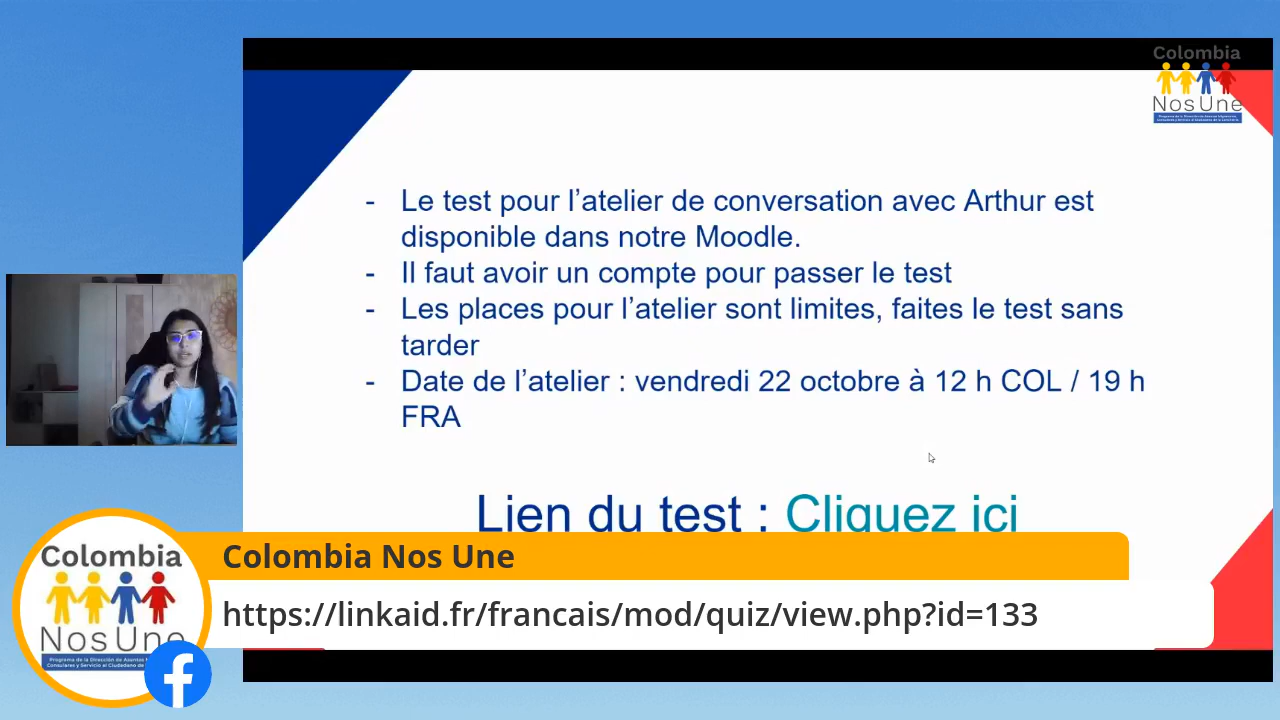 Colombia
Nos Une
- Le test pour l’atelier de conversation avec Arthur est
disponible dans notre Moodle.
- Il faut avoir un compte pour passer le test
- Les places pour l’atelier sont limites, faites le test sans
tarder
- Date de l’atelier : vendredi 22 octobre à 12 h COL / 19 h
FRA
Lien du test : Cliquez ici
Colombia Nos Une
https://linkaid.fr/francais/mod/quiz/view.php?id=133
Colombia
Nos Une